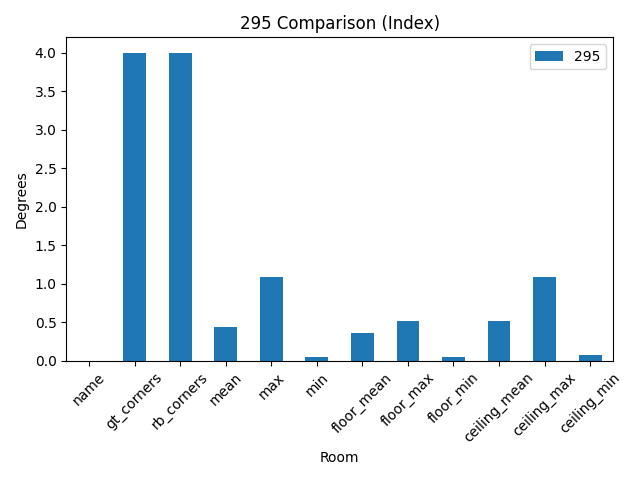 295 Comparison (Index)
295
Degrees
4.0
3.5
3.0
2.5
2.0
1.5
1.0
0.5
0.0
name
gt_corners
rb_corners
mean
max
min
floor_mean
floor_max
floor_min
ceiling_mean
ceiling_max
ceiling_min
Room